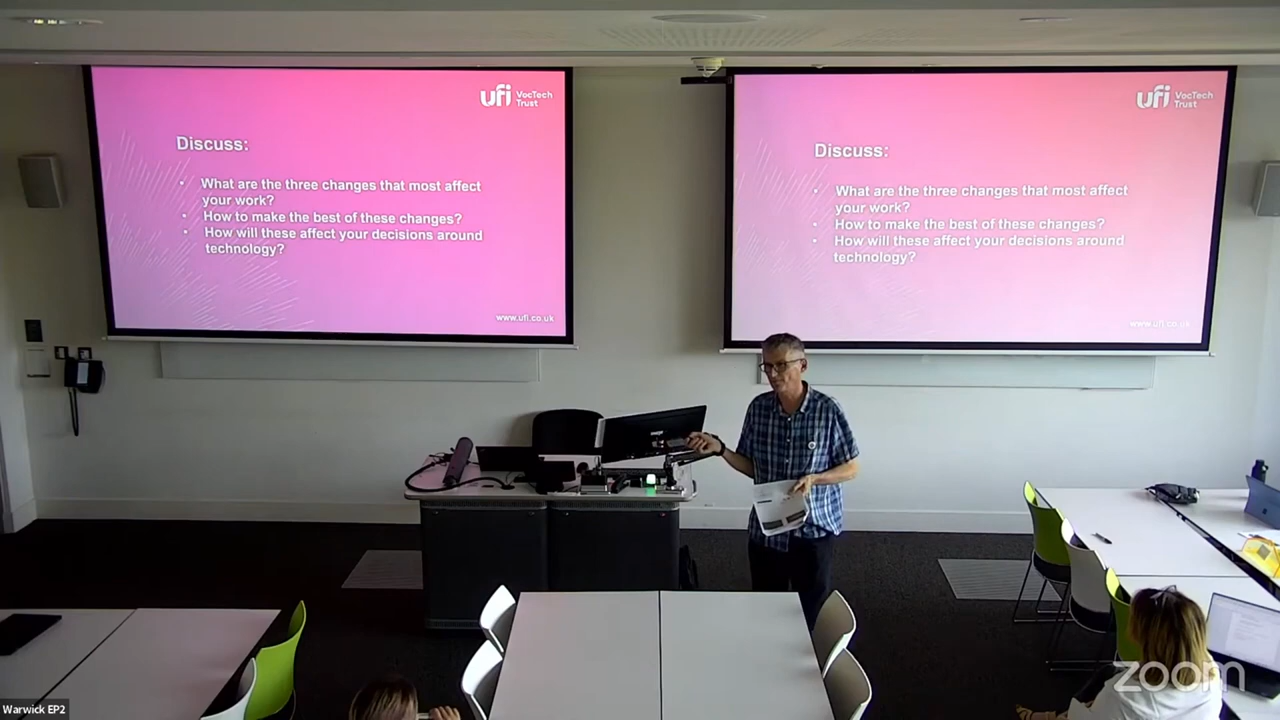 ufi VocTech
Trust
Discuss:
• What are the three changes that most affect
your work?
• How to make the best of these changes?
• How will these affect your decisions around
technology?
www.ufi.co.uk
ufi VocTech
Trust
Discuss:
• What are the three changes that most affect
your work?
• How to make the best of these changes?
• How will these affect your decisions around
technology?
www.ufi.co.uk
zoom
Warwick EP2